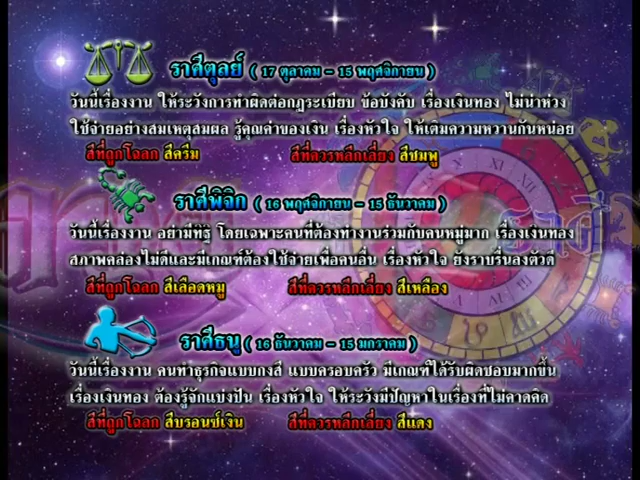 ราศีตุลย์ ( 17 ตุลาคม - 15 พฤศจิกายน )
วันนี้เรื่องงาน ให้ระวังการทำผิดต่อกฎระเบียบ ข้อบังคับ เรื่องเงินทอง ไม่น่าห่วง
ใช้จ่ายอย่างสมเหตุสมผล รู้คุณค่าของเงิน เรื่องหัวใจ ให้เติมความหวานกันหน่อย
สีที่ถูกโฉลก สีครีม สีที่ควรหลีกเลี่ยง สีชมพู
ราศีพิจิก ( 16 พฤศจิกายน - 15 ธันวาคม )
วันนี้เรื่องงาน อย่ามีทิฐิ โดยเฉพาะคนที่ต้องทำงานร่วมกับคนหมู่มาก เรื่องเงินทอง
สภาพคล่องไม่ดีและมีเกณฑ์ต้องใช้จ่ายเพื่อคนอื่น เรื่องหัวใจ ยังราบรื่นลงตัวดี
สีที่ถูกโฉลก สีเลือดหมู สีที่ควรหลีกเลี่ยง สีเหลือง
ราศีธนู ( 16 ธันวาคม - 15 มกราคม )
วันนี้เรื่องงาน คนทำธุรกิจแบบกงสี แบบครอบครัว มีเกณฑ์ได้รับผิดชอบมากขึ้น
เรื่องเงินทอง ต้องรู้จักแบ่งปัน เรื่องหัวใจ ให้ระวังมีปัญหาในเรื่องที่ไม่คาดคิด
สีที่ถูกโฉลก สีบรอนซ์เงิน สีที่ควรหลีกเลี่ยง สีแดง